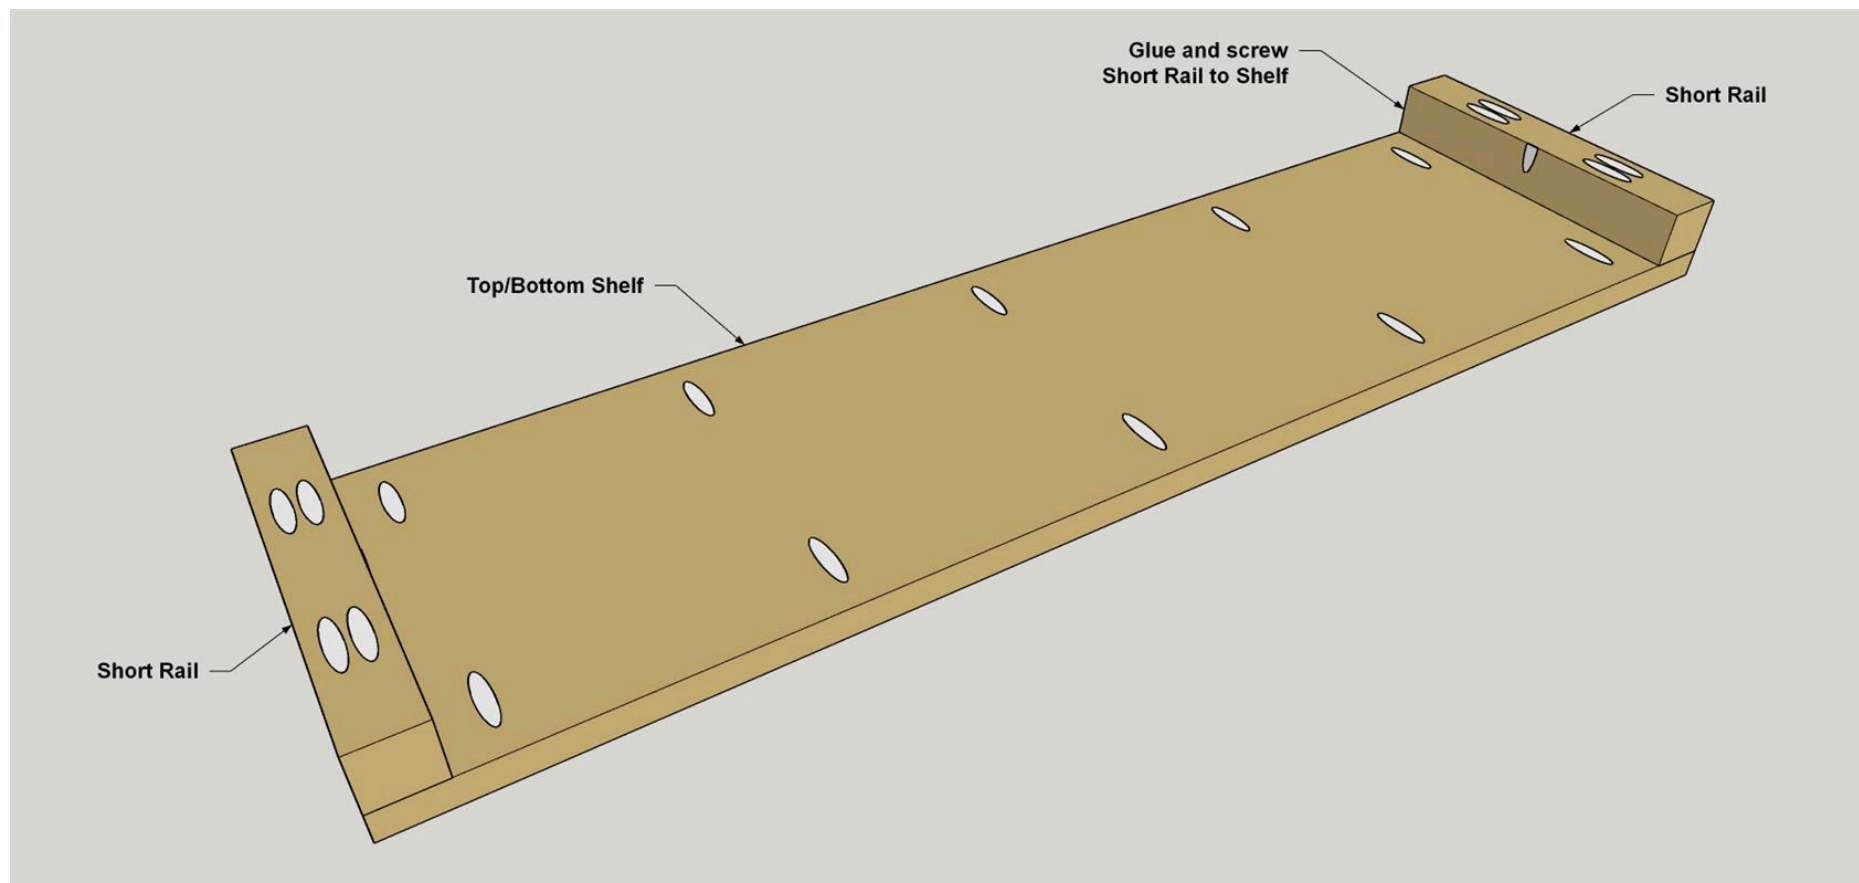 Glue and screw
Short Rail to Shelf
Short Rail
Top/Bottom Shelf
Short Rail